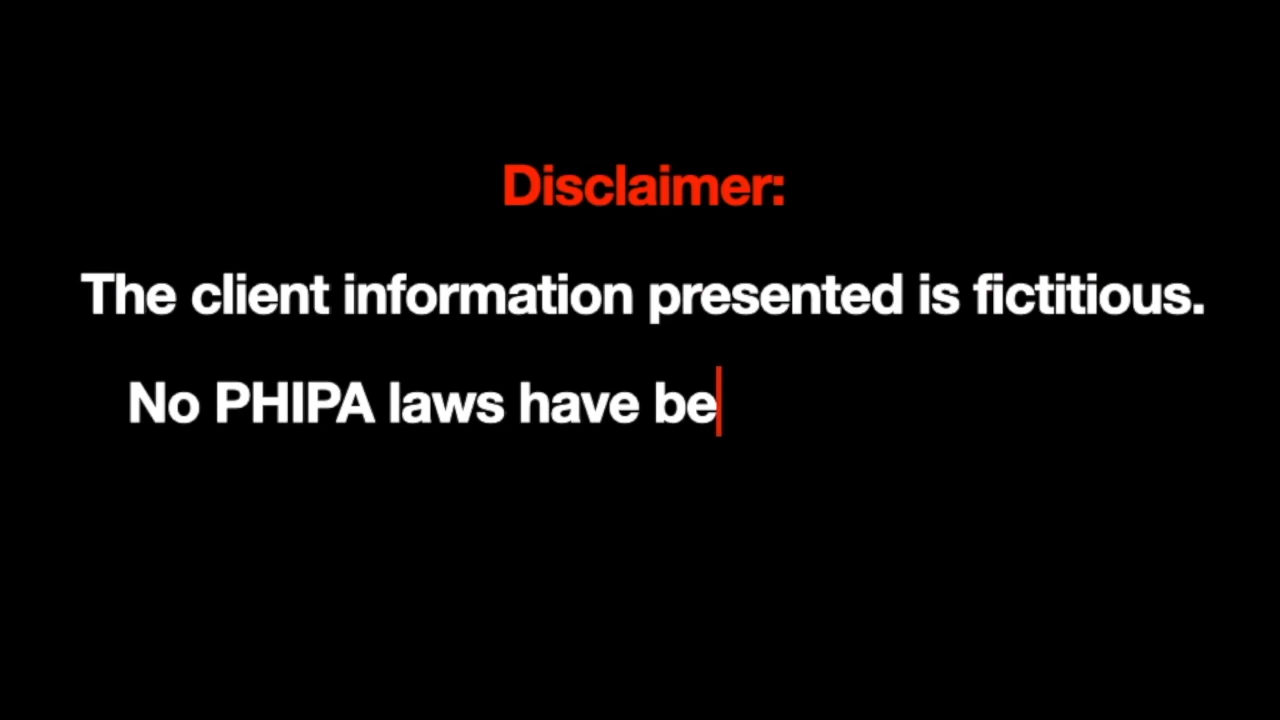 Disclaimer:
The client information presented is fictitious.
No PHIPA laws have be